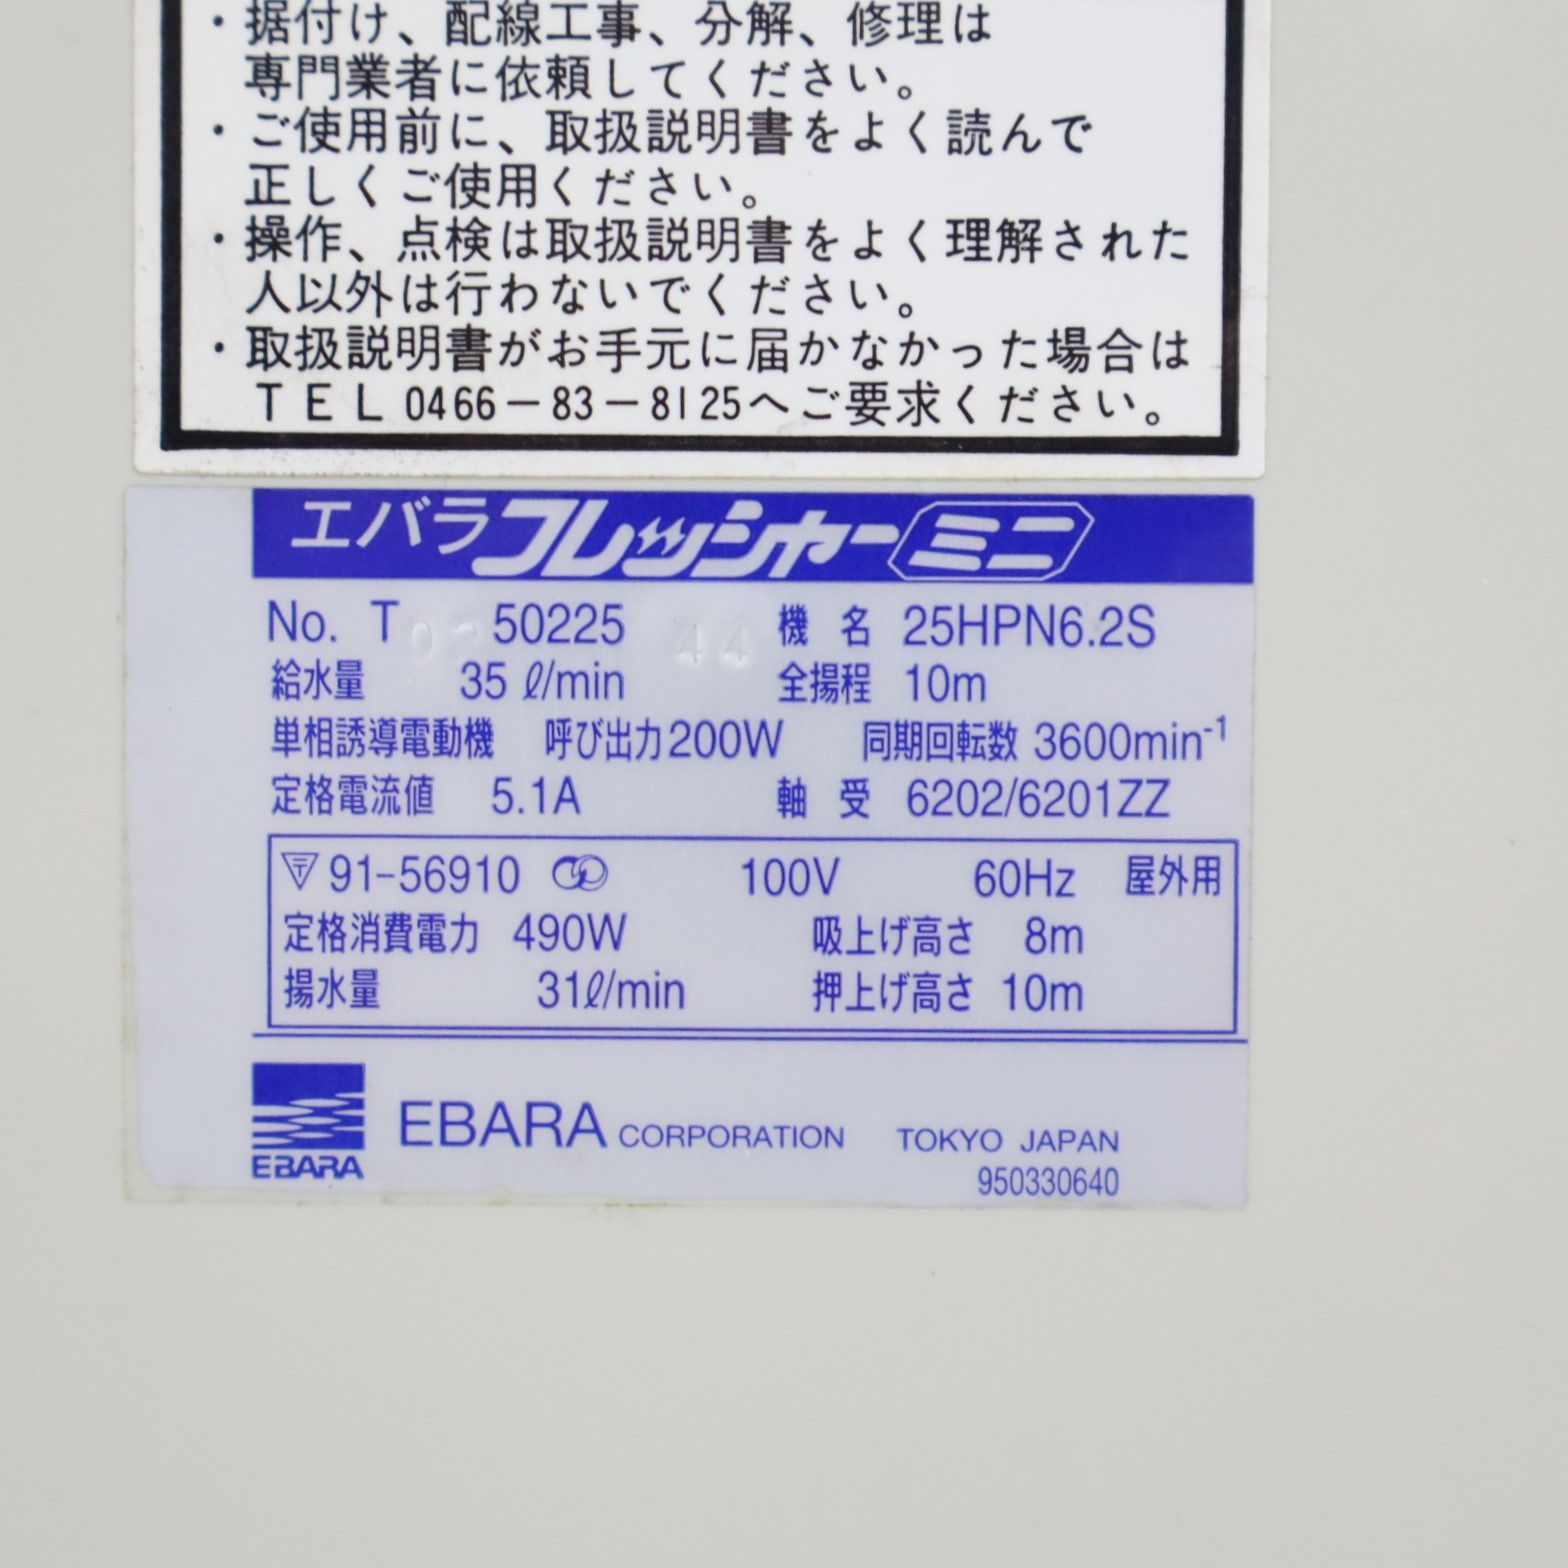 ・据付け、配線工事、分解、修理は
専門業者に依頼してください。
・ご使用前に、取扱説明書をよく読んで
正しくご使用ください。
・操作、点検は取扱説明書をよく理解された
人以外は行わないでください。
・取扱説明書がお手元に届かなかった場合は
TEL0466－83－8125へご要求ください。
エバラフレッシャーミニ
No. T 03 50225 44 機名 25HPN6.2S
給水量 35 ℓ/min 全揚程 10m
単相誘導電動機 呼び出力200W 同期回転数 3600min⁻¹
定格電流値 5.1A 軸受 6202/6201ZZ
91-56910 100V 60Hz 屋外用
定格消費電力 490W 吸上げ高さ 8m
揚水量 31ℓ/min 押上げ高さ 10m
EBARA CORPORATION TOKYO JAPAN
EBARA 950330640